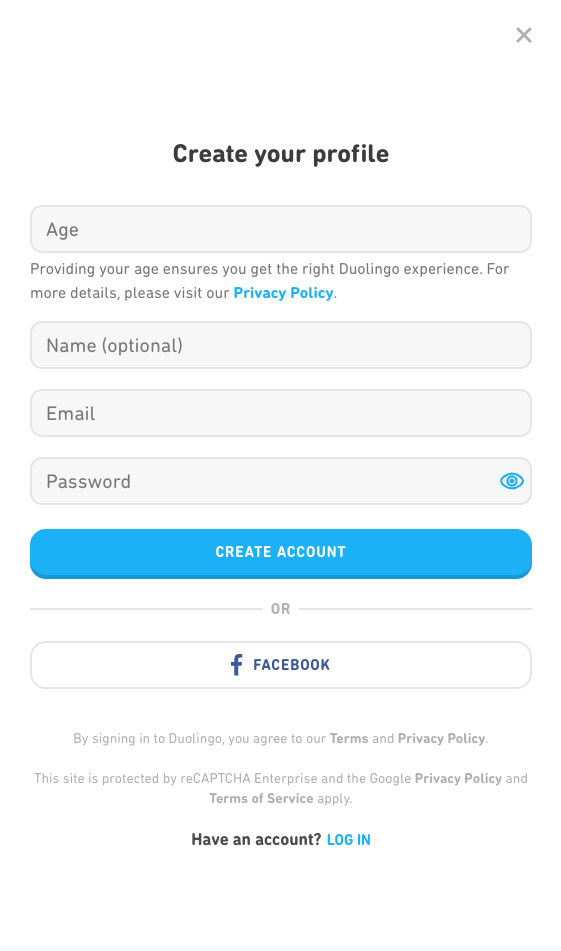 Create your profile
Age
Providing your age ensures you get the right Duolingo experience. For
more details, please visit our Privacy Policy.
Name (optional)
Email
Password
CREATE ACCOUNT
OR
FACEBOOK
By signing in to Duolingo, you agree to our Terms and Privacy Policy.
This site is protected by reCAPTCHA Enterprise and the Google Privacy Policy and
Terms of Service apply.
Have an account? LOG IN